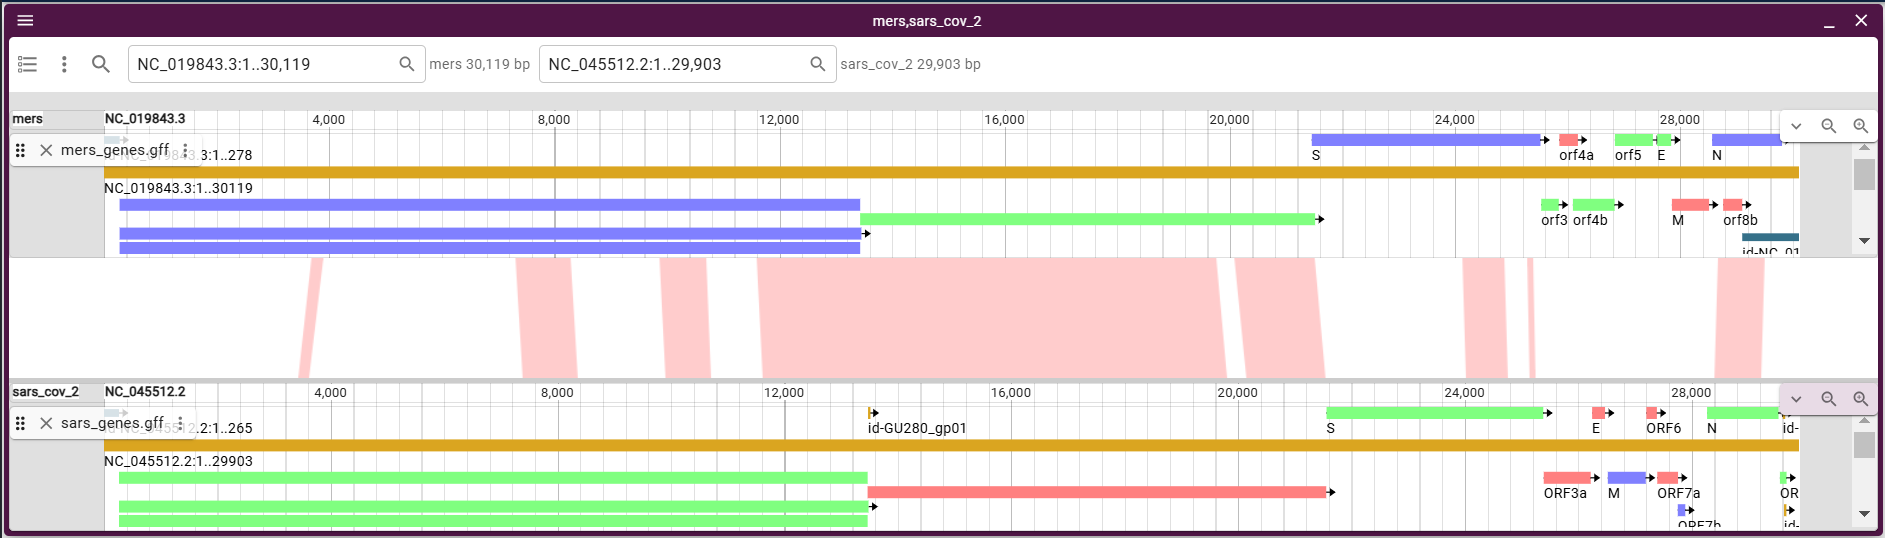 mers,sars_cov_2
NC_019843.3:1..30,119 mers 30,119 bp NC_045512.2:1..29,903 sars_cov_2 29,903 bp
mers NC_019843.3 4,000 8,000 12,000 16,000 20,000 24,000 28,000
mers_genes.gff 3:1..278 S orf4a orf5 E N
NC_019843.3:1..30119
orf3 orf4b M orf8b
id-NC_01
sars_cov_2 NC_045512.2 4,000 8,000 12,000 16,000 20,000 24,000 28,000
sars_genes.gff 2:1..265 id-GU280_gp01 S E ORF6 N id-
NC_045512.2:1..29903
ORF3a M ORF7a OR
ORF7b id-